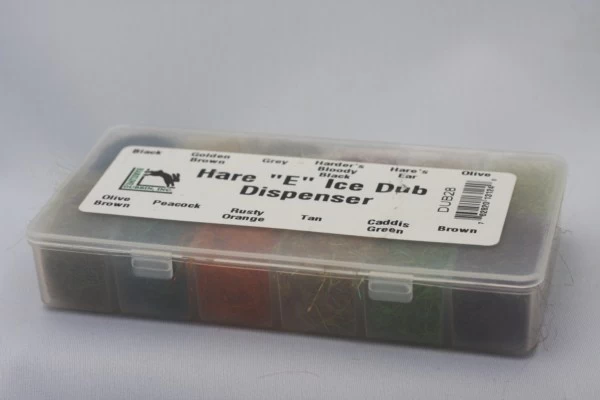 Black
Golden
Brown
Grey
Harder's
Bloody
Black
Hare's
Ear
Olive
Hare "E" Ice Dub
Dispenser
DUB28
Olive
Brown
Peacock
Rusty
Orange
Tan
Caddis
Green
Brown